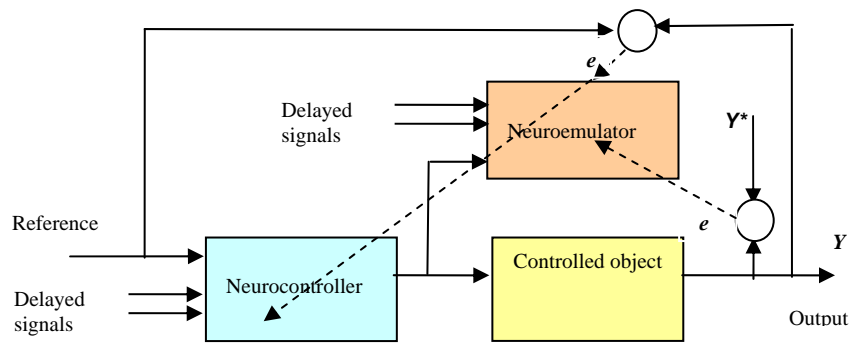 e
Delayed
signals
Neuroemulator
Y*
Reference
e
Y
Controlled object
Neurocontroller
Delayed
signals
Output